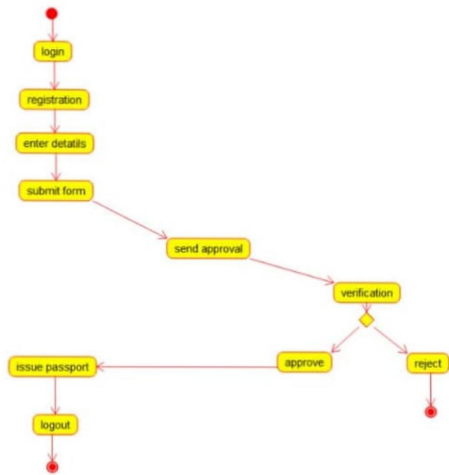 login
registration
enter detatils
submit form
send approval
verification
approve
reject
issue passport
logout